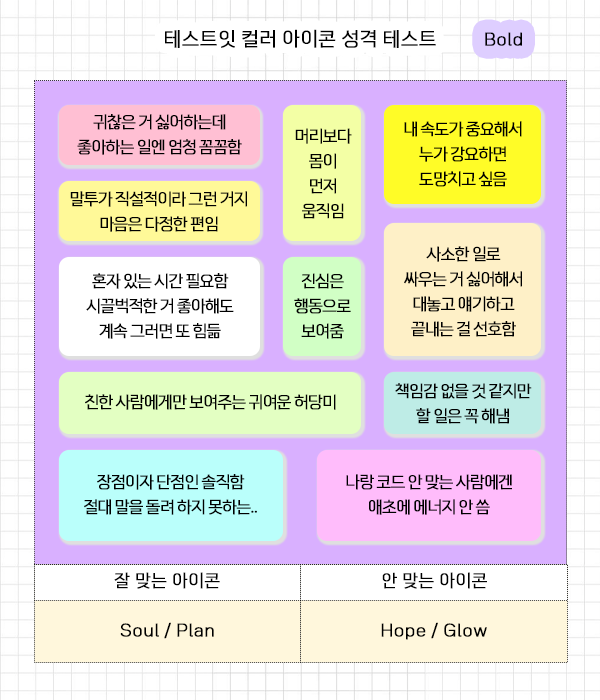 테스트잇 컬러 아이콘 성격 테스트
Bold
귀찮은 거 싫어하는데
좋아하는 일엔 엄청 꼼꼼함
머리보다
몸이
먼저
움직임
내 속도가 중요해서
누가 강요하면
도망치고 싶음
말투가 직설적이라 그런 거지
마음은 다정한 편임
사소한 일로
싸우는 거 싫어해서
대놓고 얘기하고
끝내는 걸 선호함
혼자 있는 시간 필요함
시끌벅적한 거 좋아해도
계속 그러면 또 힘듦
진심은
행동으로
보여줌
친한 사람에게만 보여주는 귀여운 허당미
책임감 없을 것 같지만
할 일은 꼭 해냄
장점이자 단점인 솔직함
절대 말을 돌려 하지 못하는..
나랑 코드 안 맞는 사람에겐
애초에 에너지 안 씀
잘 맞는 아이콘
안 맞는 아이콘
Soul / Plan
Hope / Glow